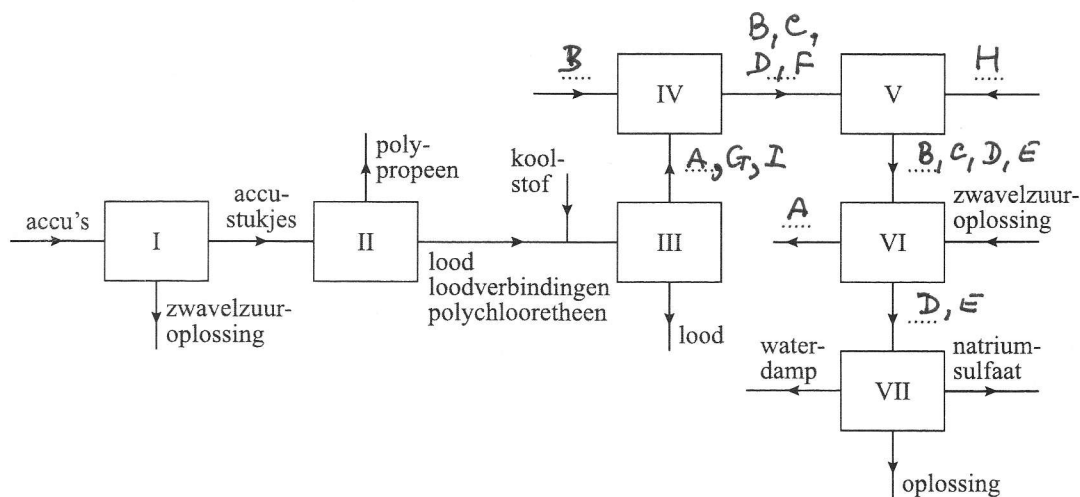 B,C,
D,F
B
H
IV
V
poly-
propeen
kool-
stof
A,G,I
B,C,D,E
accu's
accu-
stukjes
A
zwavelzuur-
oplossing
I
II
III
VI
lood
loodverbindingen
polychlooretheen
zwavelzuur-
oplossing
lood
D,E
water-
damp
natrium-
sulfaat
VII
oplossing